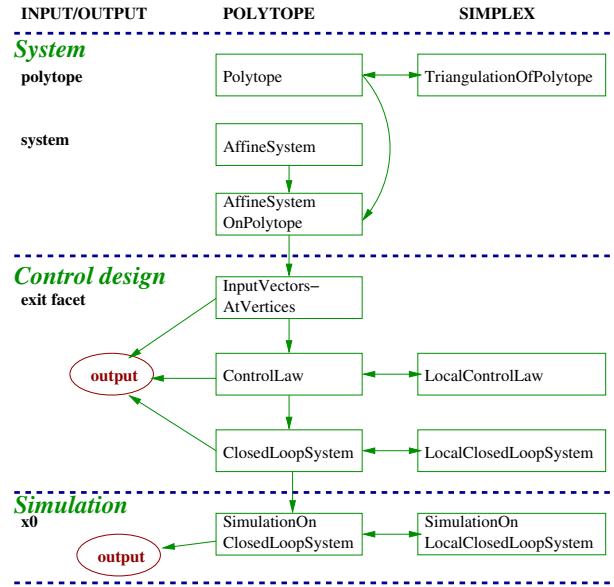 INPUT/OUTPUT POLYTOPE SIMPLEX
System
polytope Polytope TriangulationOfPolytope
system AffineSystem
AffineSystem
OnPolytope
Control design
exit facet
InputVectors−
AtVertices
output ControlLaw LocalControlLaw
ClosedLoopSystem LocalClosedLoopSystem
Simulation
x0
SimulationOn
ClosedLoopSystem
SimulationOn
LocalClosedLoopSystem
output